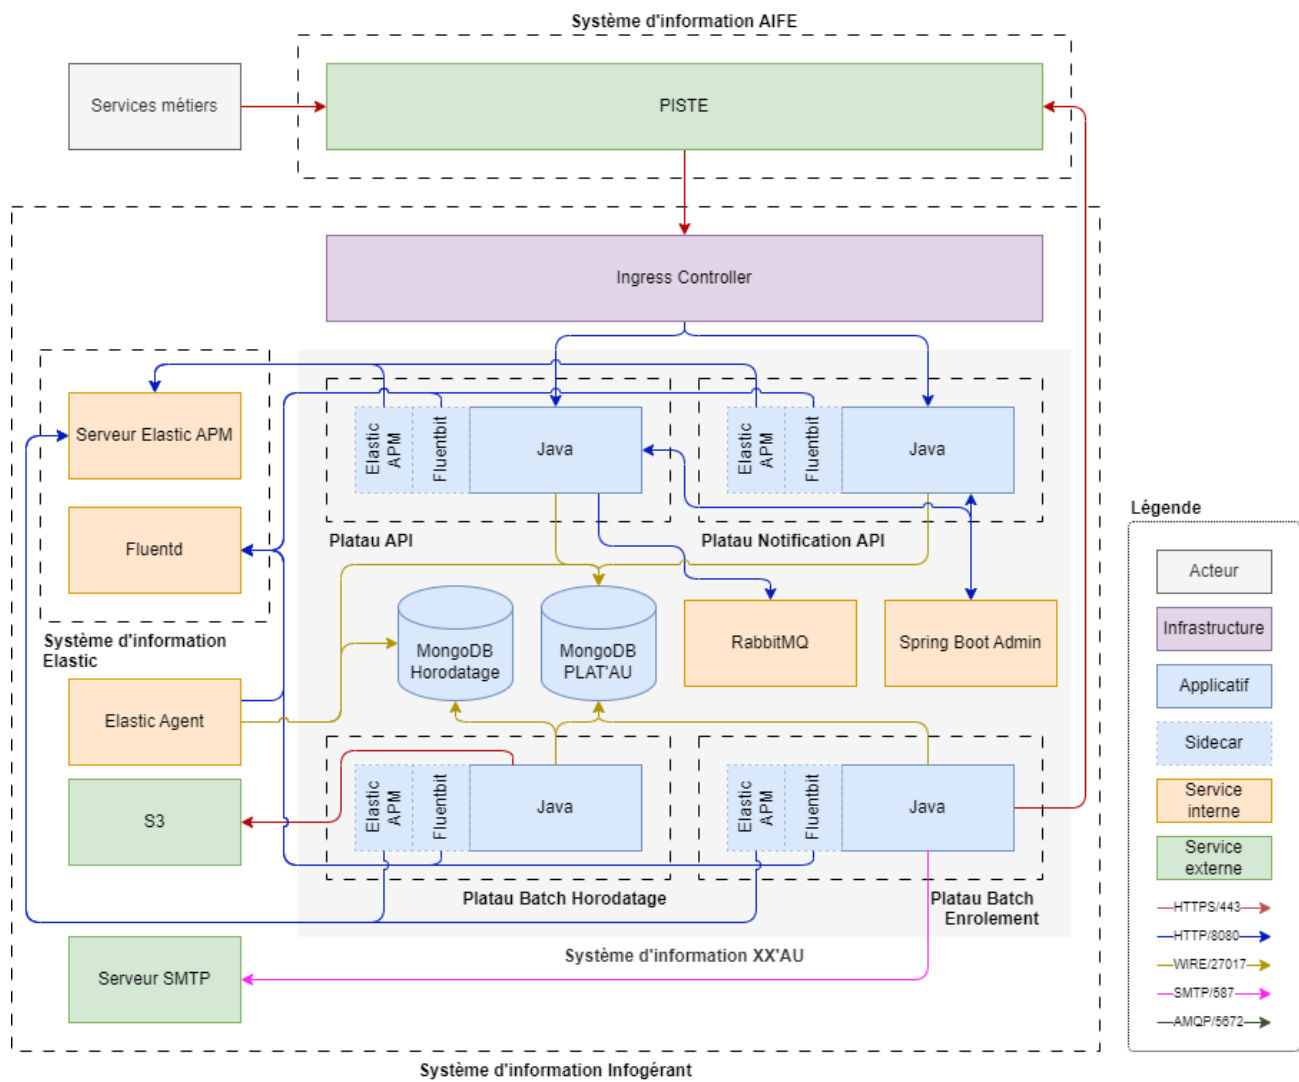 Système d'information AIFE
Services métiers
PISTE
Ingress Controller
Serveur Elastic APM
Elastic
APM
Fluentbit
Java
Elastic
APM
Fluentbit
Java
Légende
Fluentd
Platau API
Platau Notification API
Acteur
Système d'information
Elastic
MongoDB
Horodatage
MongoDB
PLAT'AU
RabbitMQ
Spring Boot Admin
Infrastructure
Applicatif
Elastic Agent
Sidecar
S3
Elastic
APM
Fluentbit
Java
Elastic
APM
Fluentbit
Java
Service
interne
Service
externe
Platau Batch Horodatage
Platau Batch
Enrolement
HTTPS/443
HTTP/8080
Système d'information XX'AU
WIRE/27017
Serveur SMTP
SMTP/587
AMQP/5672
Système d'information Infogérant